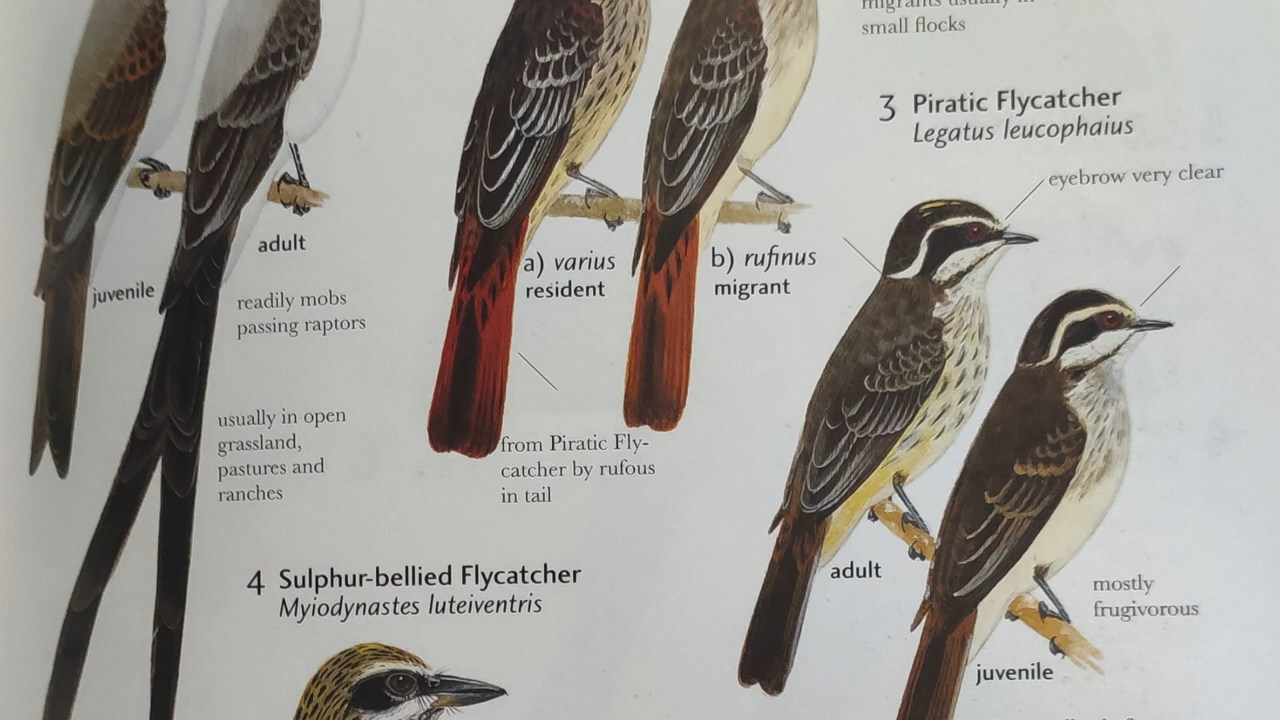 small flocks
3 Piratic Flycatcher
Legatus leucophaius
eyebrow very clear
juvenile
adult
readily mobs
passing raptors
usually in open
grassland,
pastures and
ranches
a) varius
resident
b) rufinus
migrant
from Piratic Fly-
catcher by rufous
in tail
adult
mostly
frugivorous
juvenile
4 Sulphur-bellied Flycatcher
Myiodynastes luteiventris